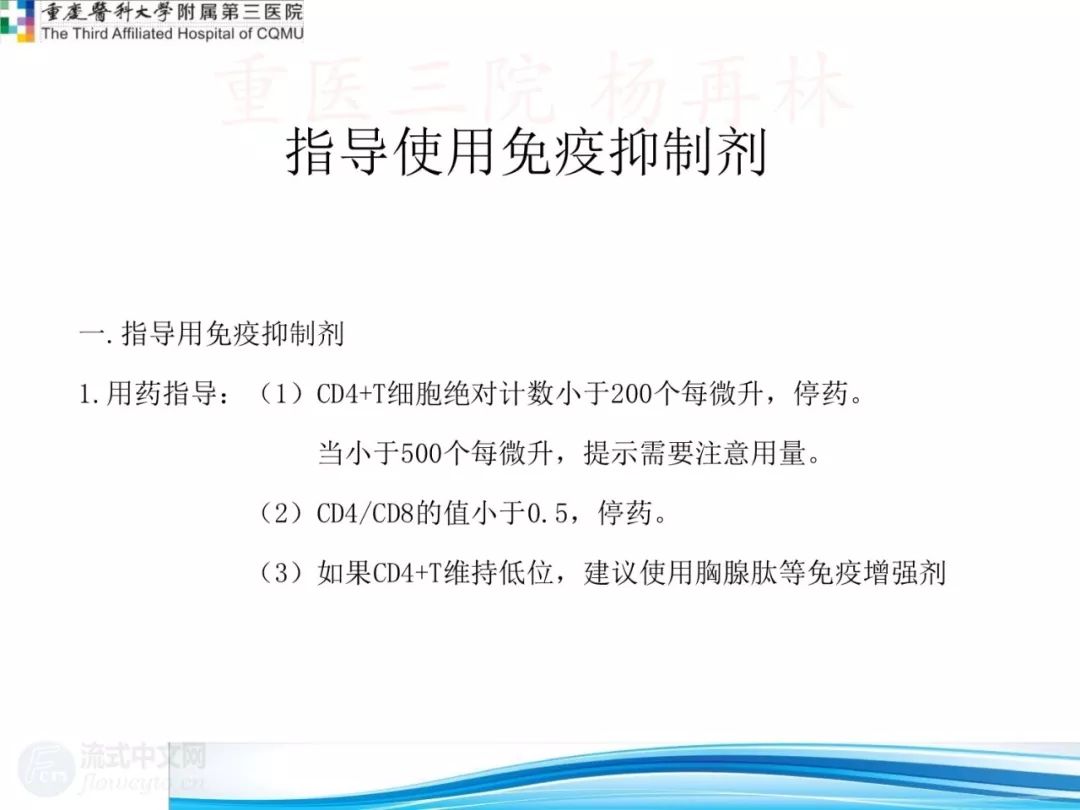 重庆医科大学附属第三医院
The Third Affiliated Hospital of CQMU
重医三院 杨再林
指导使用免疫抑制剂
一.指导用免疫抑制剂
1.用药指导：（1）CD4+T细胞绝对计数小于200个每微升，停药。
当小于500个每微升，提示需要注意用量。
（2）CD4/CD8的值小于0.5，停药。
（3）如果CD4+T维持低位，建议使用胸腺肽等免疫增强剂
流式中文网
flowcyto.cn